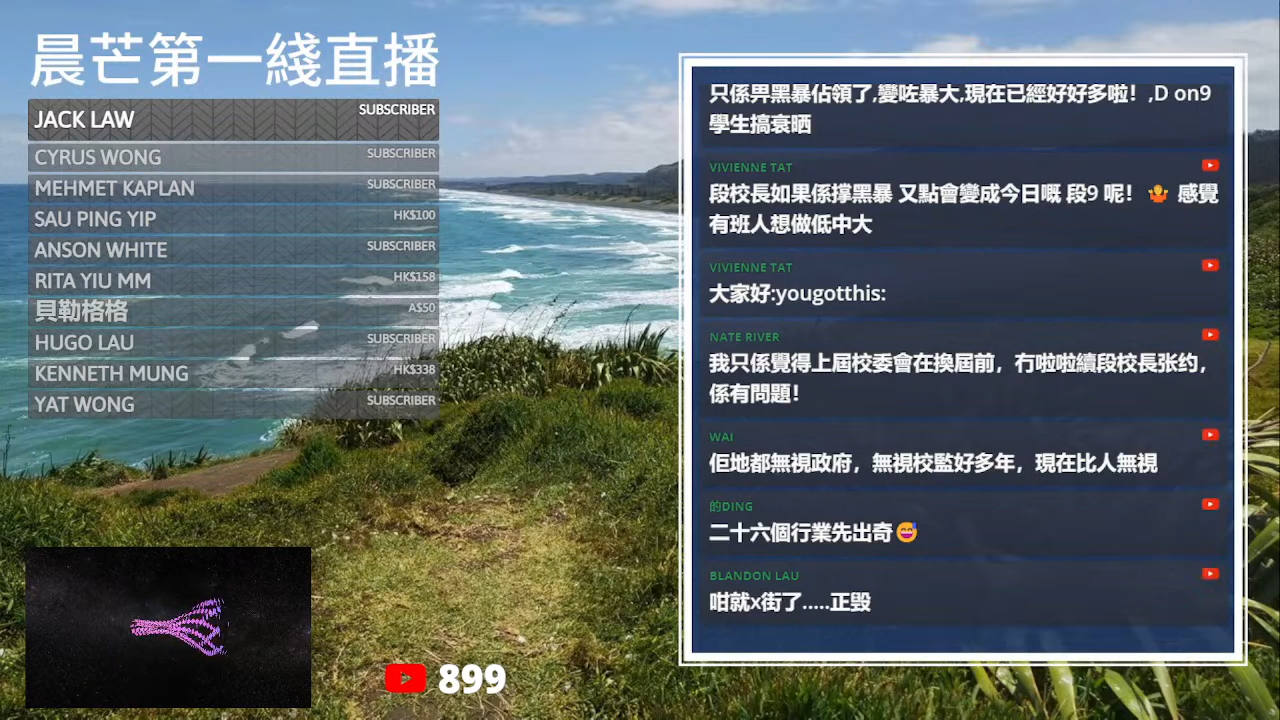 晨芒第一綫直播
JACK LAW SUBSCRIBER
CYRUS WONG SUBSCRIBER
MEHMET KAPLAN SUBSCRIBER
SAU PING YIP HK$100
ANSON WHITE SUBSCRIBER
RITA YIU MM HK$158
貝勒格格 A$50
HUGO LAU SUBSCRIBER
KENNETH MUNG HK$338
YAT WONG SUBSCRIBER
899
只係畀黑暴佔領了,變咗暴大,現在已經好好多啦！,D on9
學生搞衰晒
VIVIENNE TAT
段校長如果係撐黑暴 又點會變成今日嘅 段9 呢！ 🤷 感覺
有班人想做低中大
VIVIENNE TAT
大家好:yougotthis:
NATE RIVER
我只係覺得上屆校委會在換屆前，冇啦啦續段校長张约，
係有問題！
WAI
佢地都無視政府，無視校監好多年，現在比人無視
的DING
二十六個行業先出奇😅
BLANDON LAU
咁就x街了.....正毀